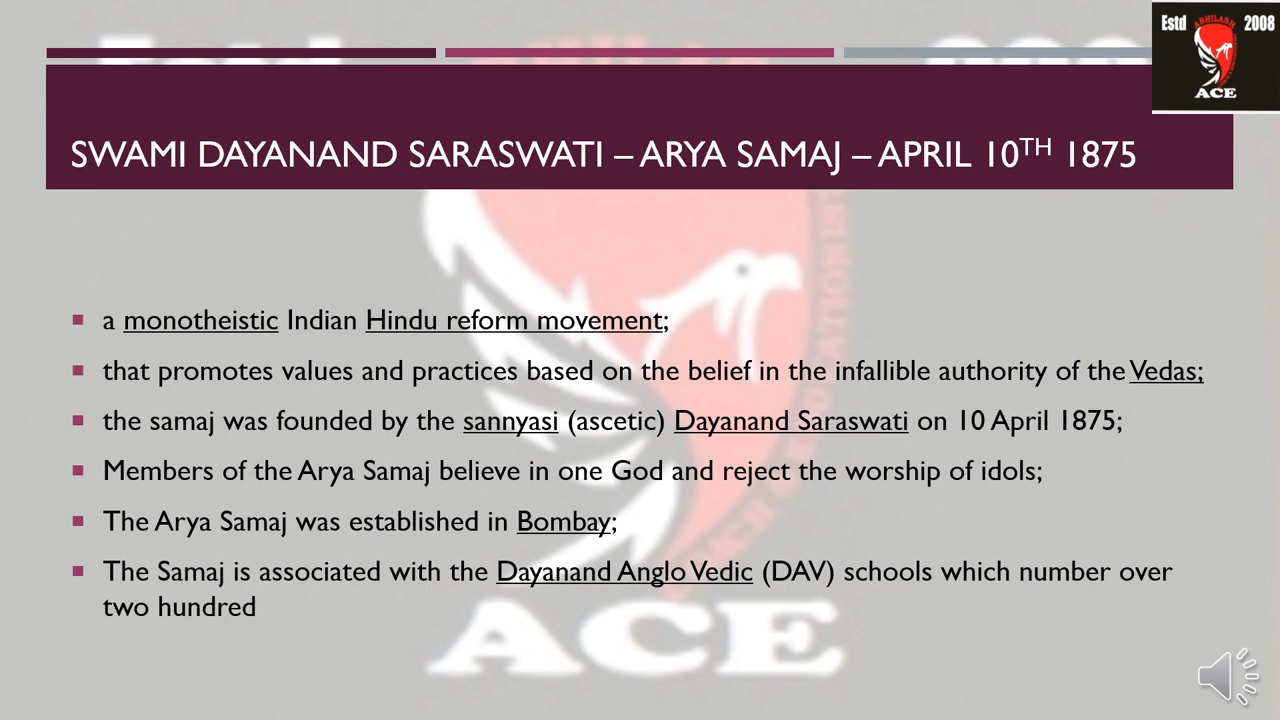 Estd ABHILASH 2008
ACE
SWAMI DAYANAND SARASWATI – ARYA SAMAJ – APRIL 10TH 1875
a monotheistic Indian Hindu reform movement;
that promotes values and practices based on the belief in the infallible authority of the Vedas;
the samaj was founded by the sannyasi (ascetic) Dayanand Saraswati on 10 April 1875;
Members of the Arya Samaj believe in one God and reject the worship of idols;
The Arya Samaj was established in Bombay;
The Samaj is associated with the Dayanand Anglo Vedic (DAV) schools which number over
two hundred
ACE